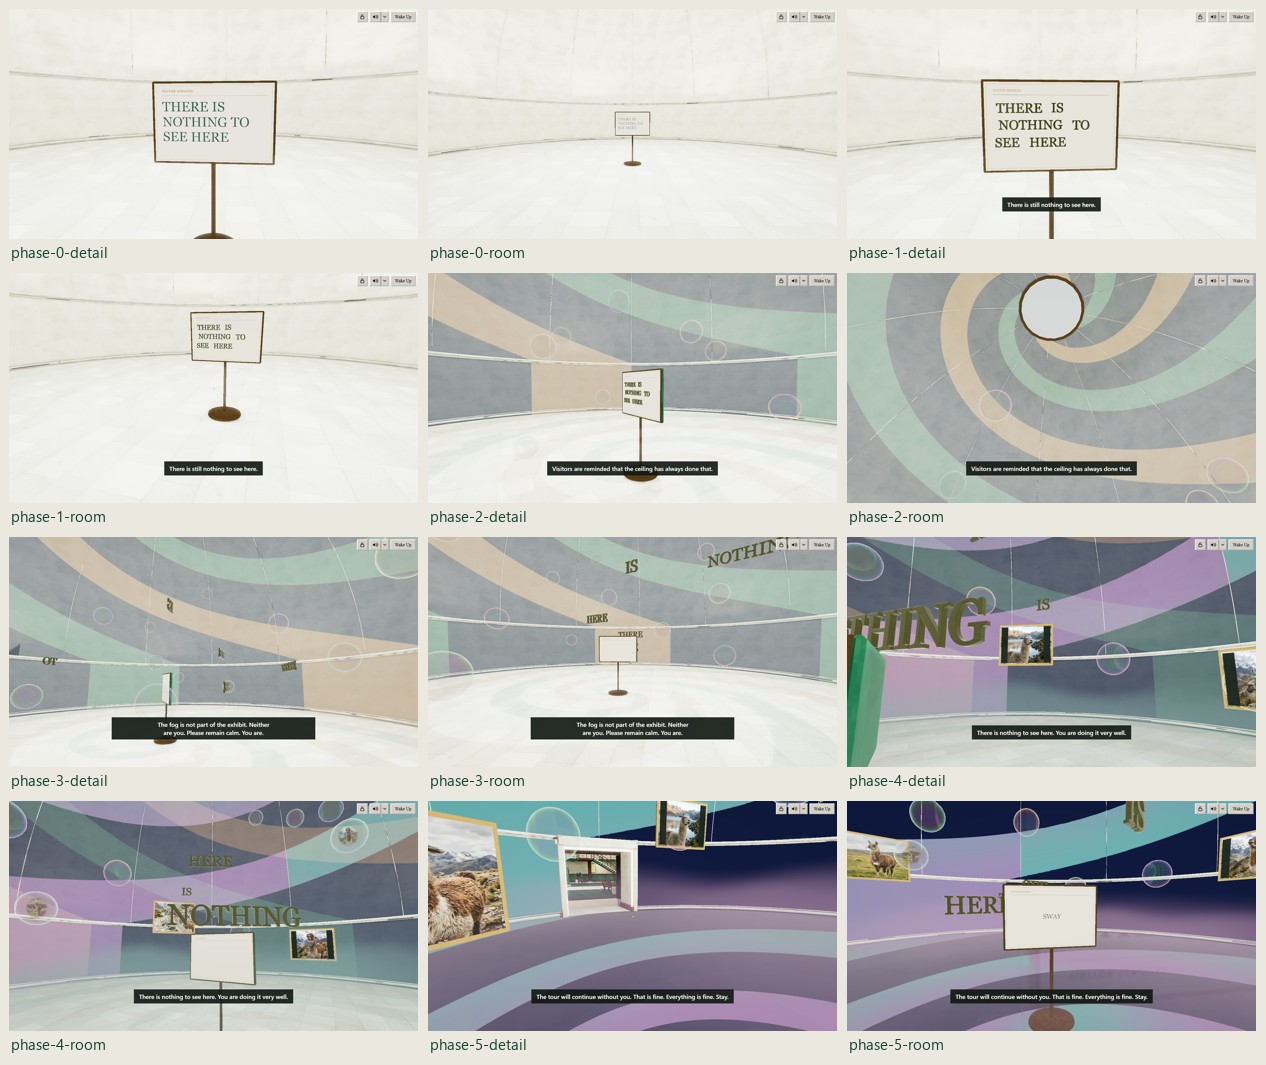 Wake Up
THERE IS
NOTHING TO
SEE HERE
phase-0-detail
Wake Up
THERE IS
NOTHING TO
SEE HERE
phase-0-room
Wake Up
THERE IS
NOTHING TO
SEE HERE
There is still nothing to see here.
phase-1-detail
Wake Up
THERE IS
NOTHING TO
SEE HERE
There is still nothing to see here.
phase-1-room
Wake Up
THERE IS
NOTHING TO
SEE HERE
Visitors are reminded that the ceiling has always done that.
phase-2-detail
Wake Up
Visitors are reminded that the ceiling has always done that.
phase-2-room
Wake Up
The fog is not part of the exhibit. Neither
are you. Please remain calm. You are.
phase-3-detail
Wake Up
IS
NOTHIN
HERE
THERE
The fog is not part of the exhibit. Neither
are you. Please remain calm. You are.
phase-3-room
Wake Up
THING
IS
There is nothing to see here. You are doing it very well.
phase-4-detail
Wake Up
HERE
IS
NOTHING
There is nothing to see here. You are doing it very well.
phase-4-room
Wake Up
The tour will continue without you. That is fine. Everything is fine. Stay.
phase-5-detail
Wake Up
HER
SWAY
The tour will continue without you. That is fine. Everything is fine. Stay.
phase-5-room